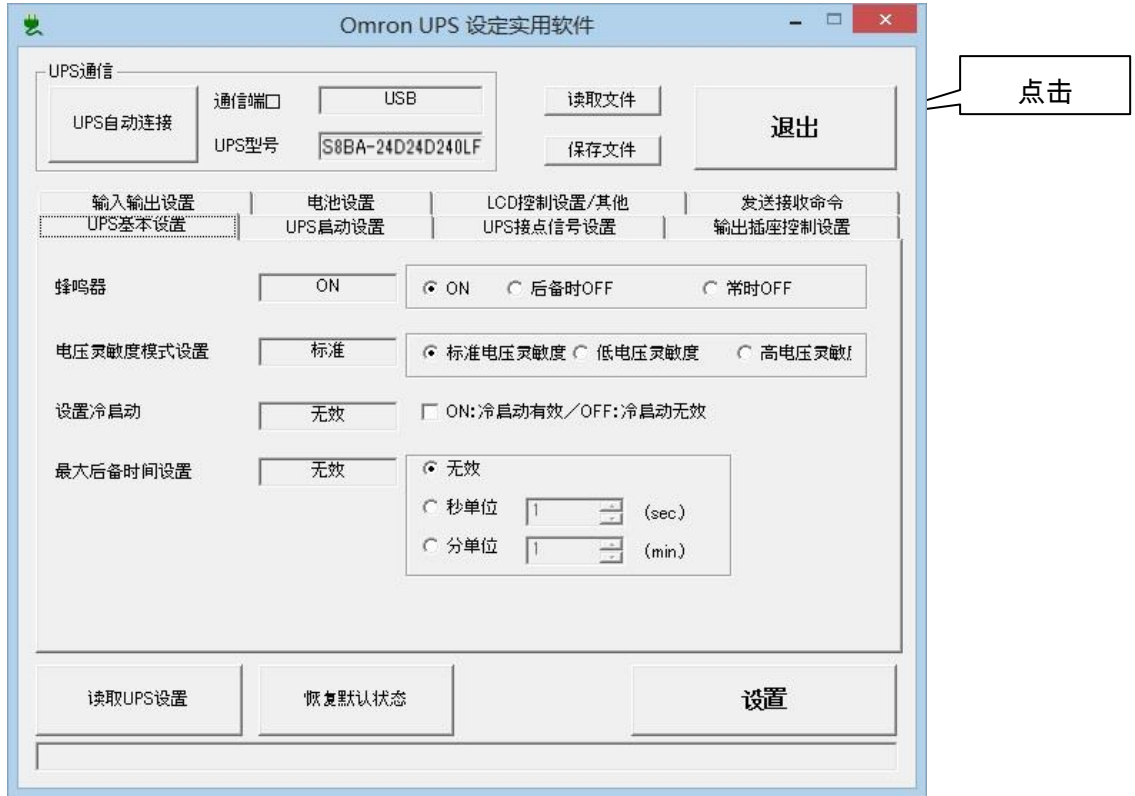 Omron UPS 设定实用软件
UPS通信
UPS自动连接
通信端口
USB
UPS型号
S8BA-24D24D240LF
读取文件
保存文件
退出
点击
输入输出设置
电池设置
LCD控制设置/其他
发送接收命令
UPS基本设置
UPS启动设置
UPS接点信号设置
输出插座控制设置
蜂鸣器
ON
ON
后备时OFF
常时OFF
电压灵敏度模式设置
标准
标准电压灵敏度
低电压灵敏度
高电压灵敏
设置冷启动
无效
ON:冷启动有效／OFF:冷启动无效
最大后备时间设置
无效
无效
秒单位
1
(sec.)
分单位
1
(min.)
读取UPS设置
恢复默认状态
设置